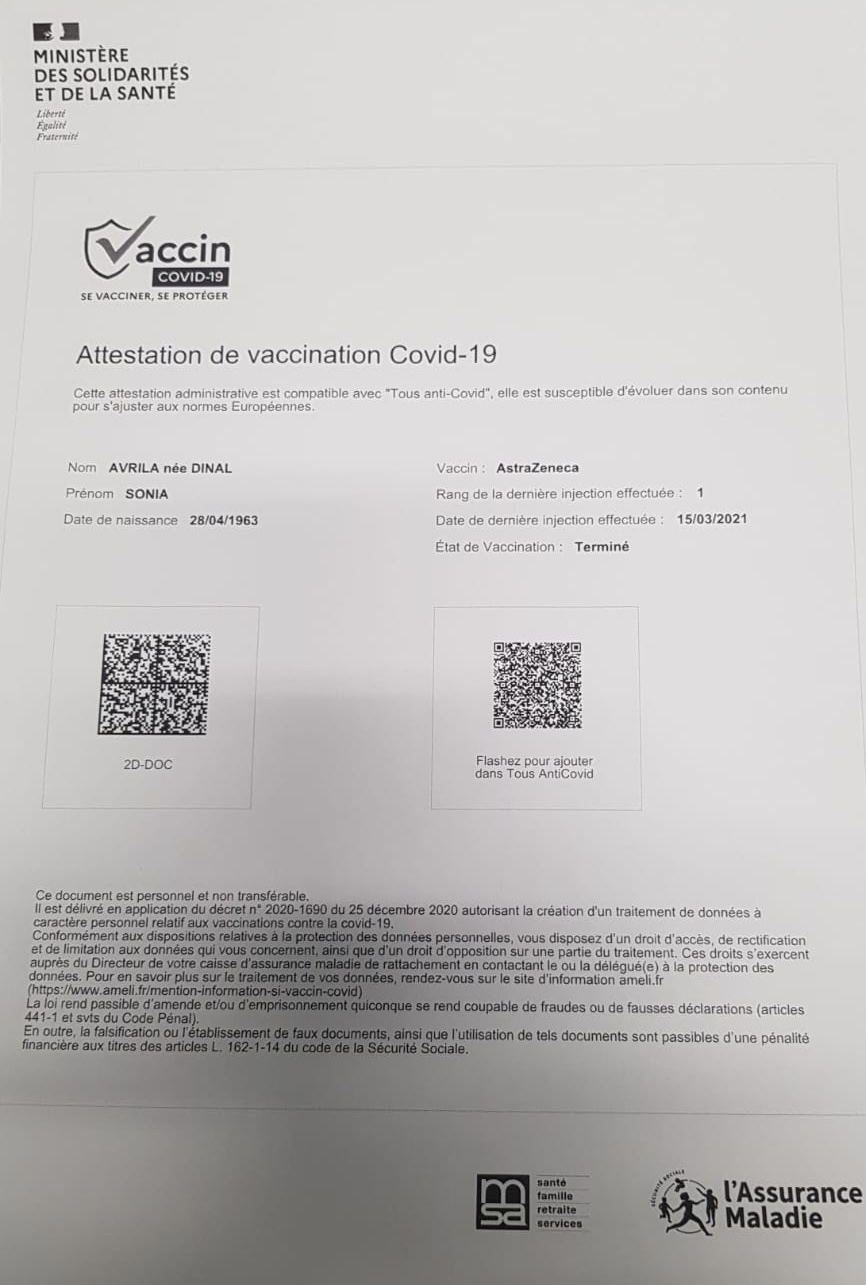 MINISTÈRE
DES SOLIDARITÉS
ET DE LA SANTÉ
Liberté
Égalité
Fraternité
Vaccin
COVID-19
SE VACCINER, SE PROTÉGER
Attestation de vaccination Covid-19
Cette attestation administrative est compatible avec "Tous anti-Covid", elle est susceptible d'évoluer dans son contenu
pour s'ajuster aux normes Européennes.
Nom AVRILA née DINAL
Prénom SONIA
Date de naissance 28/04/1963
Vaccin : AstraZeneca
Rang de la dernière injection effectuée : 1
Date de dernière injection effectuée : 15/03/2021
État de Vaccination : Terminé
2D-DOC
Flashez pour ajouter
dans Tous AntiCovid
Ce document est personnel et non transférable.
Il est délivré en application du décret n° 2020-1690 du 25 décembre 2020 autorisant la création d'un traitement de données à
caractère personnel relatif aux vaccinations contre la covid-19.
Conformément aux dispositions relatives à la protection des données personnelles, vous disposez d'un droit d'accès, de rectification
et de limitation aux données qui vous concernent, ainsi que d'un droit d'opposition sur une partie du traitement. Ces droits s'exercent
auprès du Directeur de votre caisse d'assurance maladie de rattachement en contactant le ou la délégué(e) à la protection des
données. Pour en savoir plus sur le traitement de vos données, rendez-vous sur le site d'information ameli.fr
(https://www.ameli.fr/mention-information-si-vaccin-covid)
La loi rend passible d'amende et/ou d'emprisonnement quiconque se rend coupable de fraudes ou de fausses déclarations (articles
441-1 et svts du Code Pénal).
En outre, la falsification ou l'établissement de faux documents, ainsi que l'utilisation de tels documents sont passibles d'une pénalité
financière aux titres des articles L. 162-1-14 du code de la Sécurité Sociale.
msa
santé
famille
retraite
services
SÉCURITÉ SOCIALE
l'Assurance
Maladie